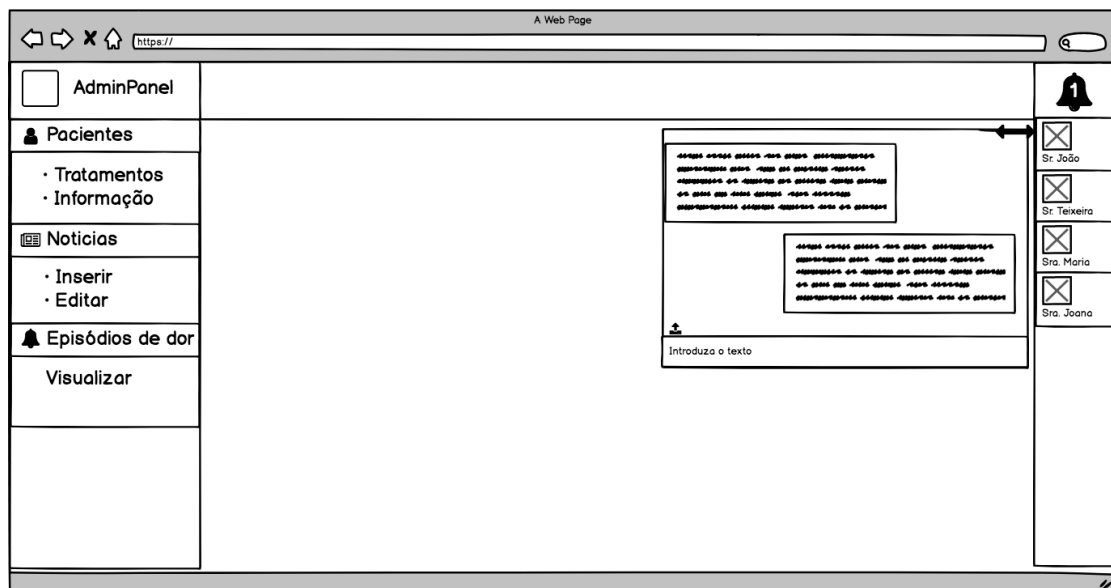 A Web Page
https://
AdminPanel
1
Pacientes
· Tratamentos
· Informação
Noticias
· Inserir
· Editar
Episódios de dor
Visualizar
Introduza o texto
Sr. João
Sr. Teixeira
Sra. Maria
Sra. Joana